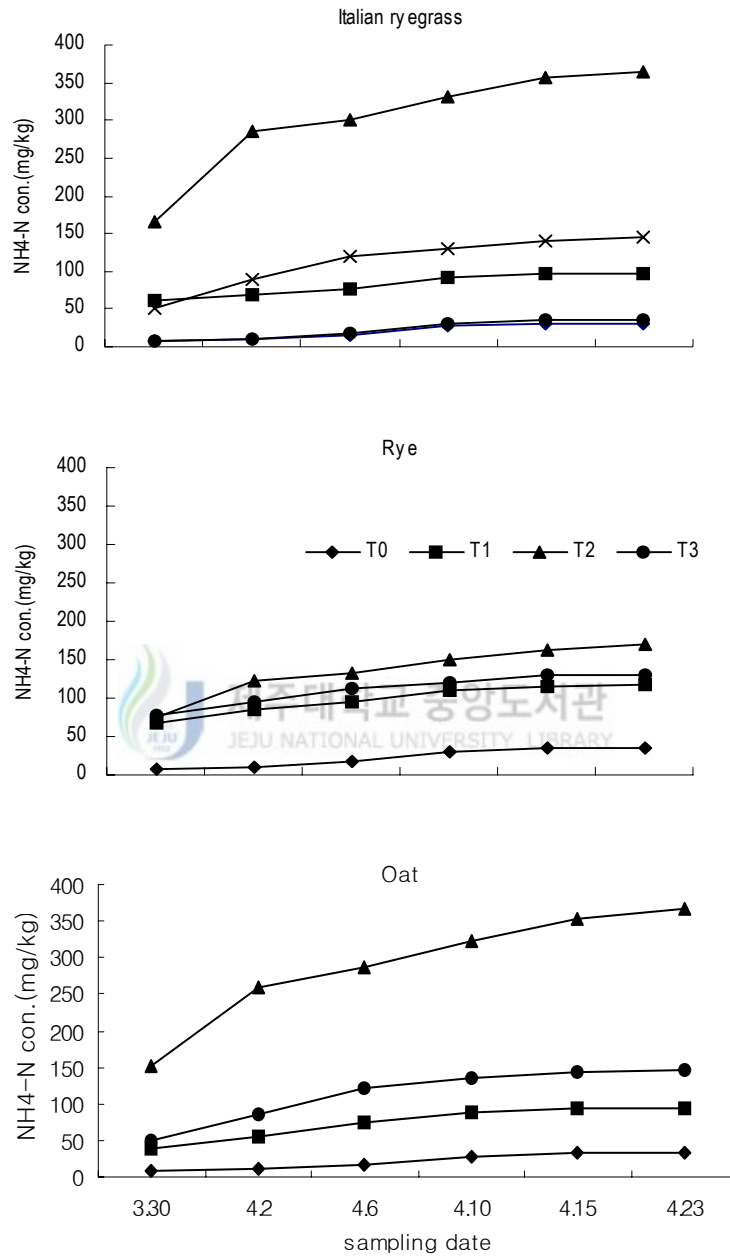 Italian ryegrass
400
350
300
250
200
150
100
50
0
NH4-N con.(mg/kg)
Rye
400
350
300
250
200
150
100
50
0
NH4-N con.(mg/kg)
T0 T1 T2 T3
제주대학교 중앙도서관
JEJU NATIONAL UNIVERSITY LIBRARY
JEJU
1952
Oat
400
350
300
250
200
150
100
50
0
NH4-N con.(mg/kg)
3.30 4.2 4.6 4.10 4.15 4.23
sampling date